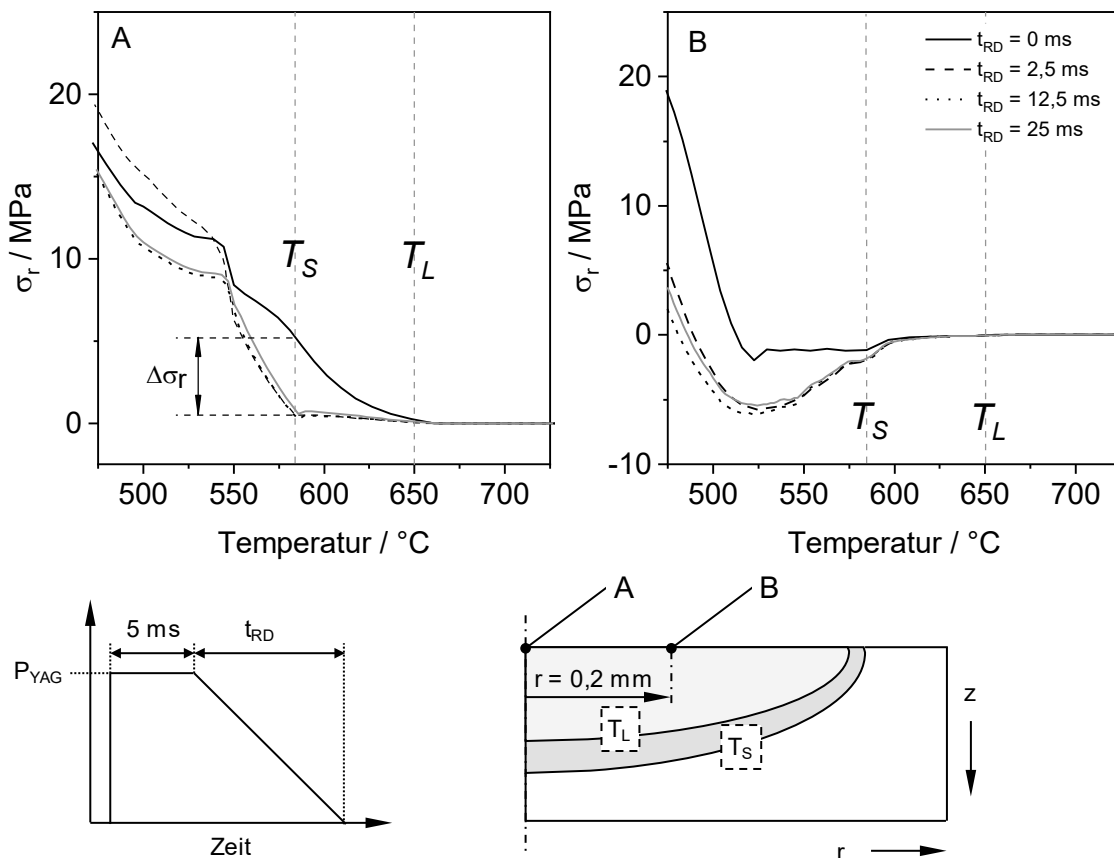 A
20
10
0
σr / MPa
TS
TL
Δσr
500
550
600
650
700
Temperatur / °C
B
tRD = 0 ms
tRD = 2,5 ms
tRD = 12,5 ms
tRD = 25 ms
20
10
0
-10
σr / MPa
TS
TL
500
550
600
650
700
Temperatur / °C
5 ms
tRD
PYAG
Zeit
A
B
r = 0,2 mm
TL
TS
z
r